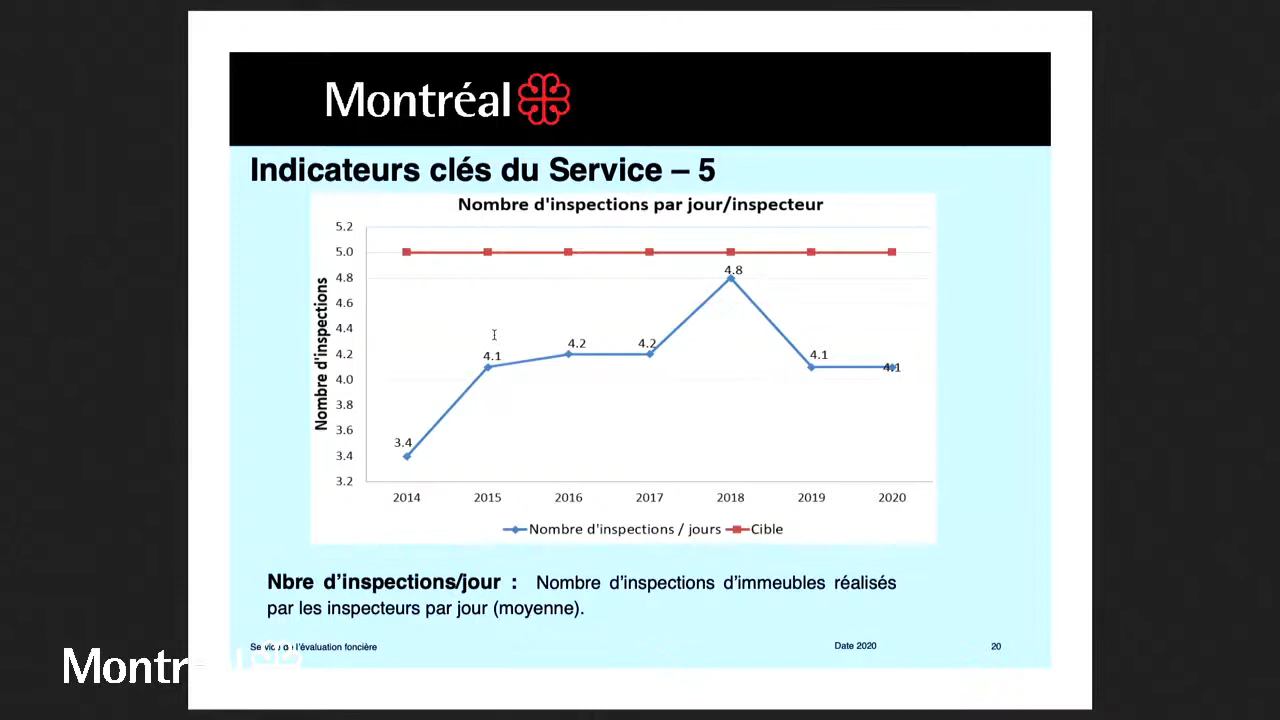 Montréal
Indicateurs clés du Service – 5
Nombre d'inspections par jour/inspecteur
Nombre d'inspections
5.2
5.0
4.8
4.6
4.4
4.2
4.0
3.8
3.6
3.4
3.2
3.4
4.1
4.2
4.2
4.8
4.1
4.1
2014 2015 2016 2017 2018 2019 2020
Nombre d'inspections / jours Cible
Nbre d'inspections/jour : Nombre d'inspections d'immeubles réalisés
par les inspecteurs par jour (moyenne).
Service de l'évaluation foncière Date 2020 20
Montréal